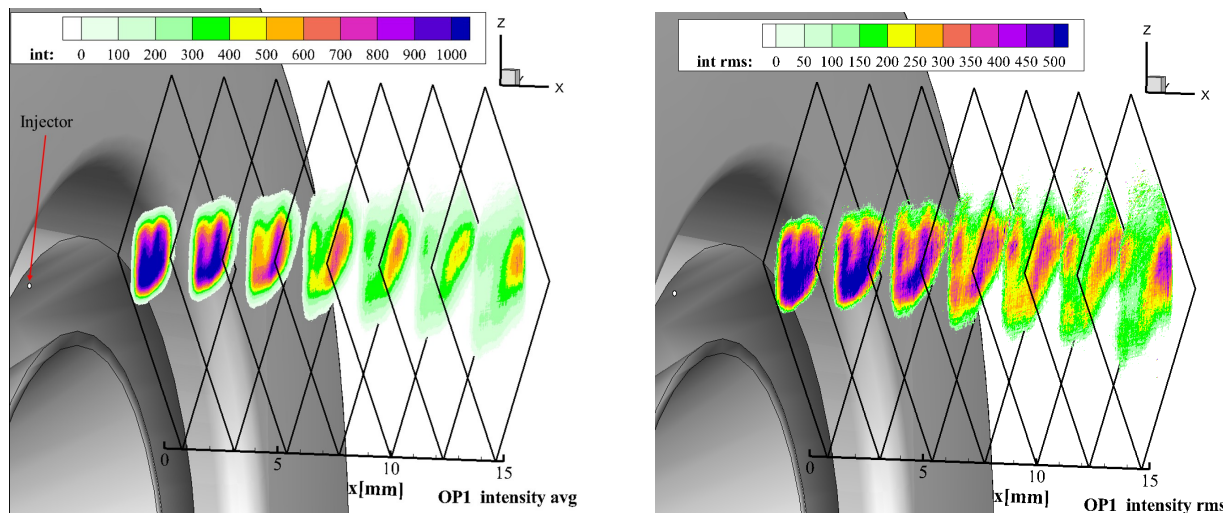 int: 0 100 200 300 400 500 600 700 800 900 1000
Z
X
Injector
0 5 10 15
x[mm]
OP1 intensity avg
int rms: 0 50 100 150 200 250 300 350 400 450 500
Z
X
0 5 10 15
x[mm]
OP1 intensity rms